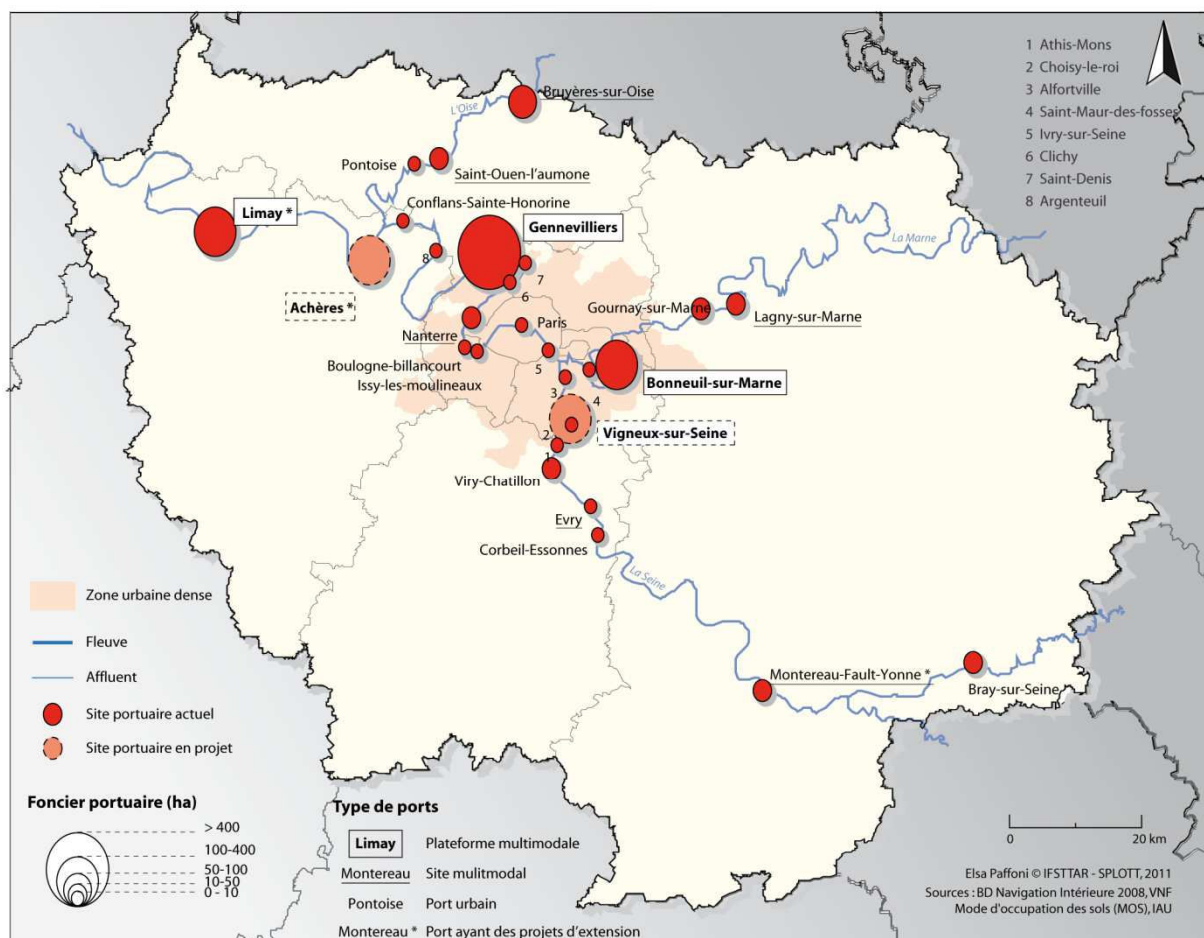 1 Athis-Mons
2 Choisy-le-roi
3 Alfortville
4 Saint-Maur-des-fosses
5 Ivry-sur-Seine
6 Clichy
7 Saint-Denis
8 Argenteuil
Bruyères-sur-Oise
L'Oise
Pontoise
Saint-Ouen-l'aumone
Conflans-Sainte-Honorine
Limay *
Gennevilliers
La Marne
8
7
6
Achères *
Gournay-sur-Marne
Lagny-sur-Marne
Nanterre
Paris
Boulogne-billancourt
Issy-les-moulineaux
5
3
4
Bonneuil-sur-Marne
Vigneux-sur-Seine
2
1
Viry-Chatillon
Evry
Corbeil-Essonnes
La Seine
Montereau-Fault-Yonne *
Bray-sur-Seine
Zone urbaine dense
Fleuve
Affluent
Site portuaire actuel
Site portuaire en projet
Foncier portuaire (ha)
> 400
100-400
50-100
10-50
0 - 10
Type de ports
Limay Plateforme multimodale
Montereau Site mulitmodal
Pontoise Port urbain
Montereau * Port ayant des projets d'extension
0 20 km
Elsa Paffoni © IFSTTAR - SPLOTT, 2011
Sources : BD Navigation Intérieure 2008, VNF
Mode d'occupation des sols (MOS), IAU